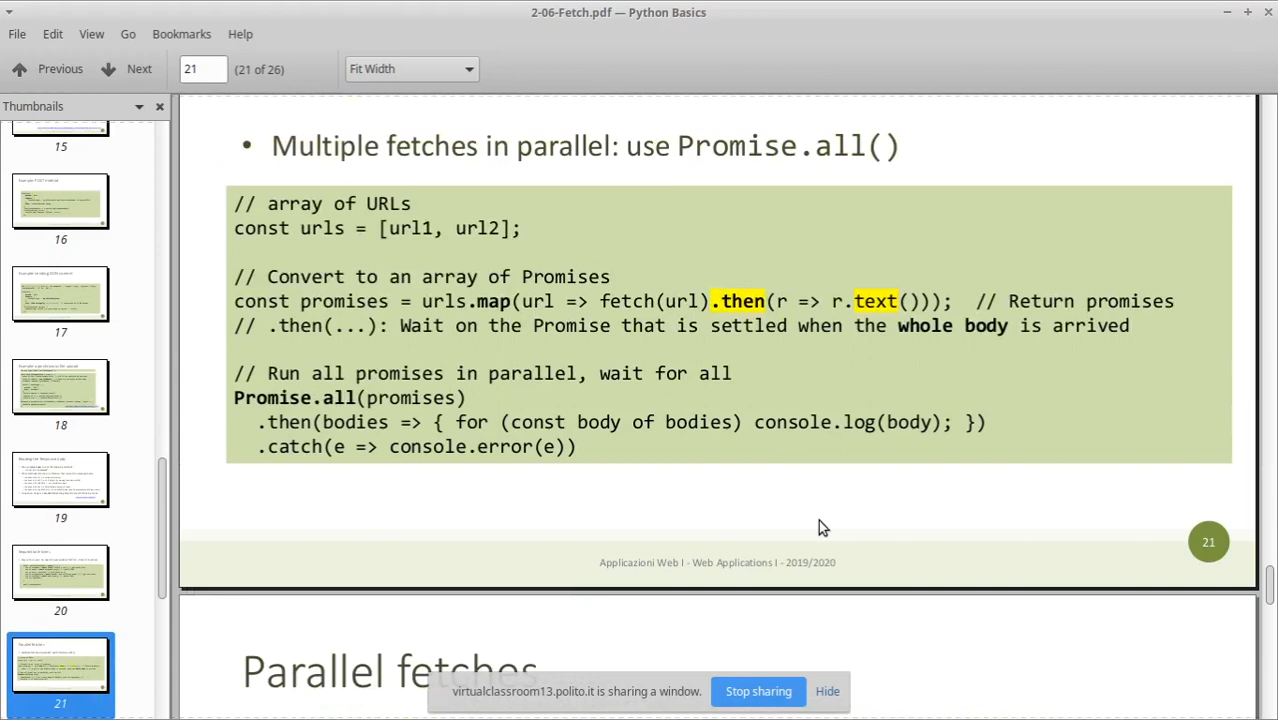 2-06-Fetch.pdf — Python Basics
File Edit View Go Bookmarks Help
Previous Next 21 (21 of 26) Fit Width
Thumbnails
15
16
17
18
19
20
21
• Multiple fetches in parallel: use Promise.all()
// array of URLs
const urls = [url1, url2];
// Convert to an array of Promises
const promises = urls.map(url => fetch(url).then(r => r.text())); // Return promises
// .then(...): Wait on the Promise that is settled when the whole body is arrived
// Run all promises in parallel, wait for all
Promise.all(promises)
.then(bodies => { for (const body of bodies) console.log(body); })
.catch(e => console.error(e))
21
Applicazioni Web I - Web Applications I - 2019/2020
Parallel fetches
virtualclassroom13.polito.it is sharing a window. Stop sharing Hide